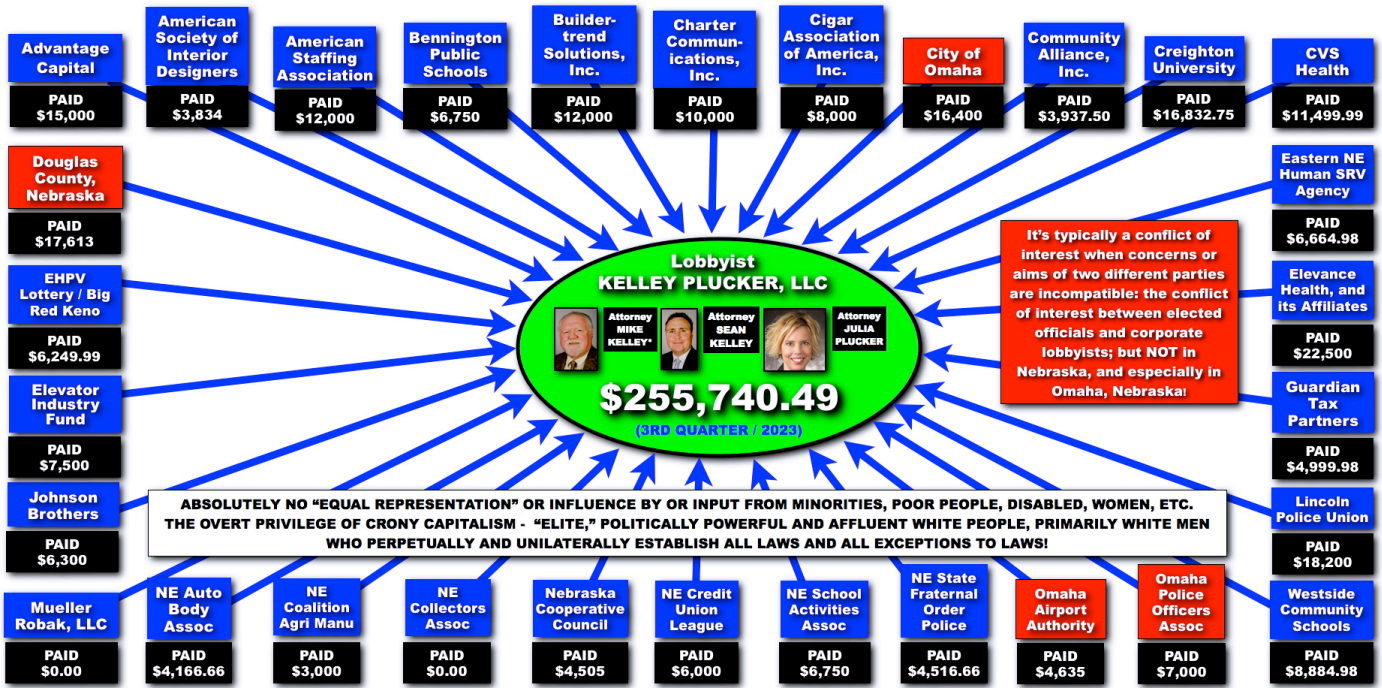 Advantage
Capital
PAID
$15,000
American
Society of
Interior
Designers
PAID
$3,834
American
Staffing
Association
PAID
$12,000
Bennington
Public
Schools
PAID
$6,750
Builder-
trend
Solutions,
Inc.
PAID
$12,000
Charter
Commun-
ications,
Inc.
PAID
$10,000
Cigar
Association
of America,
Inc.
PAID
$8,000
City of
Omaha
PAID
$16,400
Community
Alliance,
Inc.
PAID
$3,937.50
Creighton
University
PAID
$16,832.75
CVS
Health
PAID
$11,499.99
Douglas
County,
Nebraska
PAID
$17,613
EHPV
Lottery / Big
Red Keno
PAID
$6,249.99
Elevator
Industry
Fund
PAID
$7,500
Johnson
Brothers
PAID
$6,300
Lobbyist
KELLEY PLUCKER, LLC
Attorney
MIKE
KELLEY*
Attorney
SEAN
KELLEY
Attorney
JULIA
PLUCKER
$255,740.49
(3RD QUARTER / 2023)
It’s typically a conflict of
interest when concerns or
aims of two different parties
are incompatible: the conflict
of interest between elected
officials and corporate
lobbyists; but NOT in
Nebraska, and especially in
Omaha, Nebraska!
Eastern NE
Human SRV
Agency
PAID
$6,664.98
Elevance
Health, and
its Affiliates
PAID
$22,500
Guardian
Tax
Partners
PAID
$4,999.98
Lincoln
Police Union
PAID
$18,200
ABSOLUTELY NO “EQUAL REPRESENTATION” OR INFLUENCE BY OR INPUT FROM MINORITIES, POOR PEOPLE, DISABLED, WOMEN, ETC.
THE OVERT PRIVILEGE OF CRONY CAPITALISM - “ELITE,” POLITICALLY POWERFUL AND AFFLUENT WHITE PEOPLE, PRIMARILY WHITE MEN
WHO PERPETUALLY AND UNILATERALLY ESTABLISH ALL LAWS AND ALL EXCEPTIONS TO LAWS!
Mueller
Robak, LLC
PAID
$0.00
NE Auto
Body
Assoc
PAID
$4,166.66
NE
Coalition
Agri Manu
PAID
$3,000
NE
Collectors
Assoc
PAID
$0.00
Nebraska
Cooperative
Council
PAID
$4,505
NE Credit
Union
League
PAID
$6,000
NE School
Activities
Assoc
PAID
$6,750
NE State
Fraternal
Order
Police
PAID
$4,516.66
Omaha
Airport
Authority
PAID
$4,635
Omaha
Police
Officers
Assoc
PAID
$7,000
Westside
Community
Schools
PAID
$8,884.98